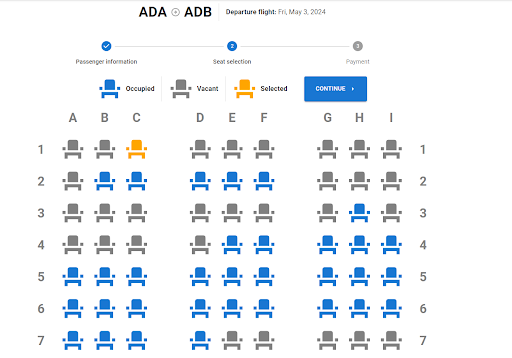 ADA ADB Departure flight: Fri, May 3, 2024
2 3
Passenger information Seat selection Payment
Occupied Vacant Selected CONTINUE ›
A B C D E F G H I
1 1
2 2
3 3
4 4
5 5
6 6
7 7